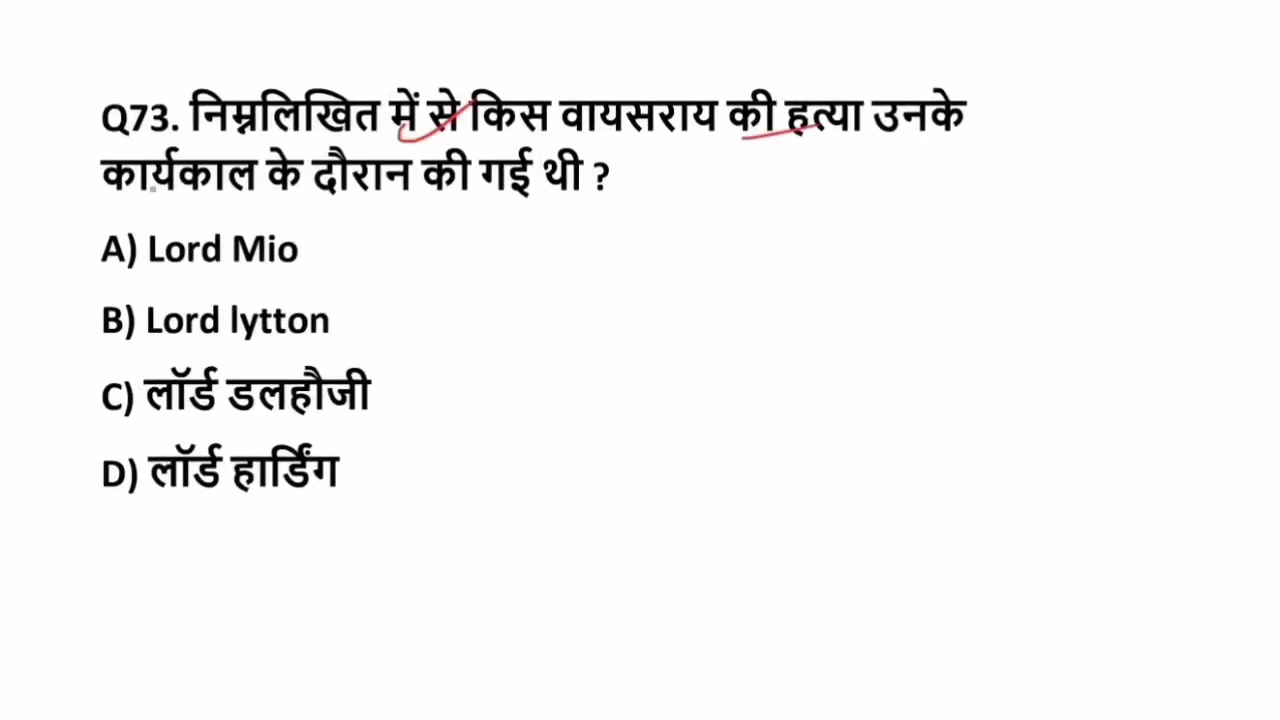 Q73. निम्नलिखित में से किस वायसराय की हत्या उनके
कार्यकाल के दौरान की गई थी ?
A) Lord Mio
B) Lord lytton
C) लॉर्ड डलहौजी
D) लॉर्ड हार्डिंग